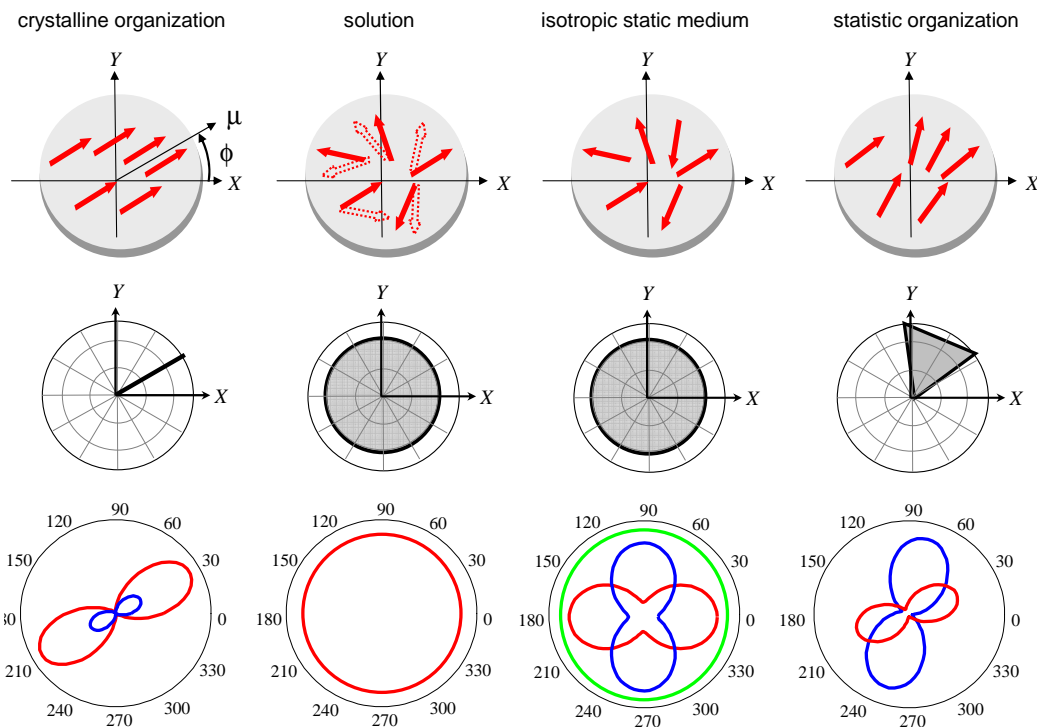 crystalline organization
solution
isotropic static medium
statistic organization
Y
Y
Y
Y
μ
ϕ
X
X
X
X
Y
Y
Y
Y
X
X
X
X
90
120
60
150
30
0
210
330
240
300
270
90
120
60
150
30
180
0
210
330
240
300
270
90
120
60
150
30
180
0
210
330
240
300
270
90
120
60
150
30
180
0
210
330
240
300
270